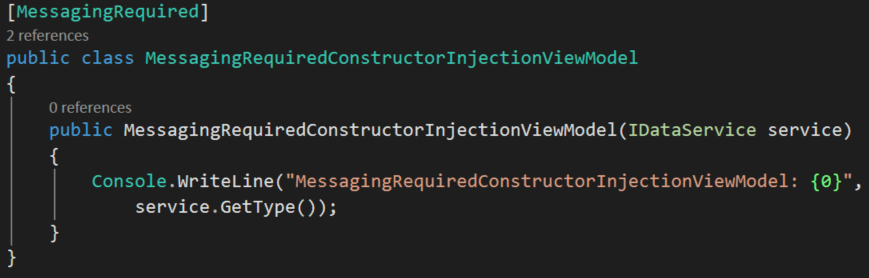 [MessagingRequired]
2 references
public class MessagingRequiredConstructorInjectionViewModel
{
0 references
public MessagingRequiredConstructorInjectionViewModel(IDataService service)
{
Console.WriteLine("MessagingRequiredConstructorInjectionViewModel: {0}",
service.GetType());
}
}